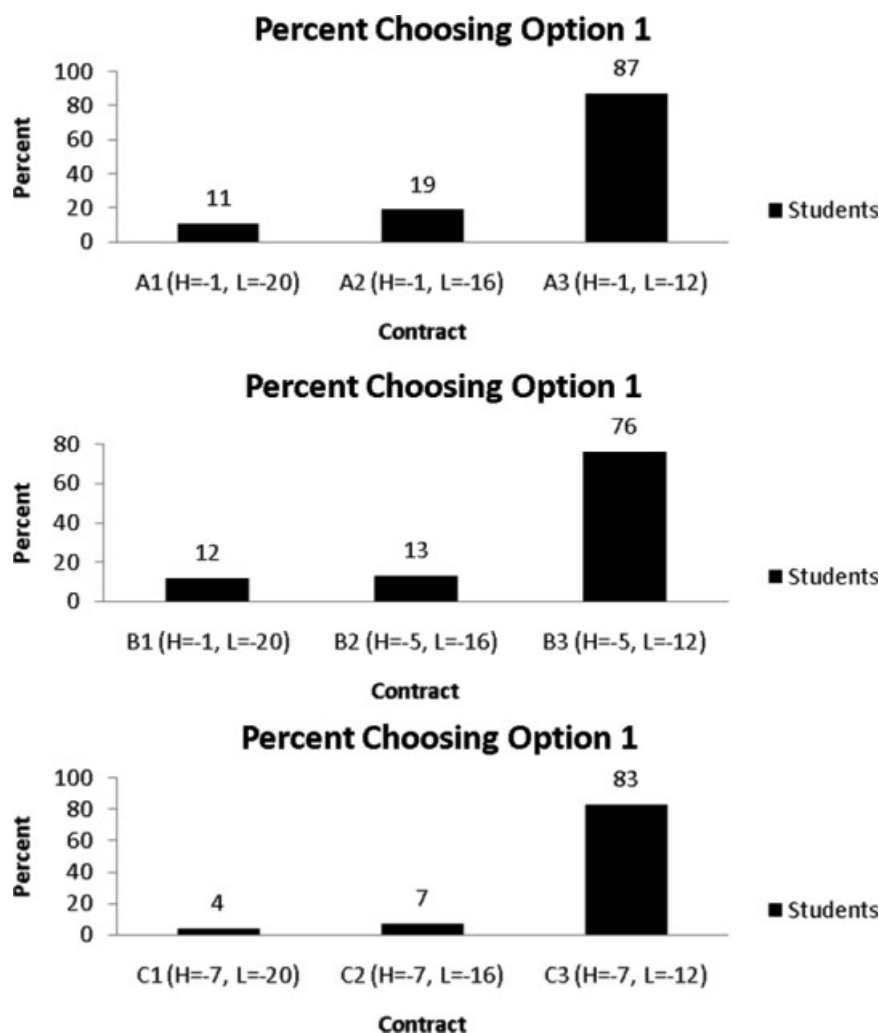 Percent Choosing Option 1
87
100
80
60
40
20
0
Percent
11
19
Students
A1 (H=-1, L=-20) A2 (H=-1, L=-16) A3 (H=-1, L=-12)
Contract
Percent Choosing Option 1
76
80
60
40
20
0
Percent
12
13
Students
B1 (H=-1, L=-20) B2 (H=-5, L=-16) B3 (H=-5, L=-12)
Contract
Percent Choosing Option 1
83
100
80
60
40
20
0
Percent
4
7
Students
C1 (H=-7, L=-20) C2 (H=-7, L=-16) C3 (H=-7, L=-12)
Contract